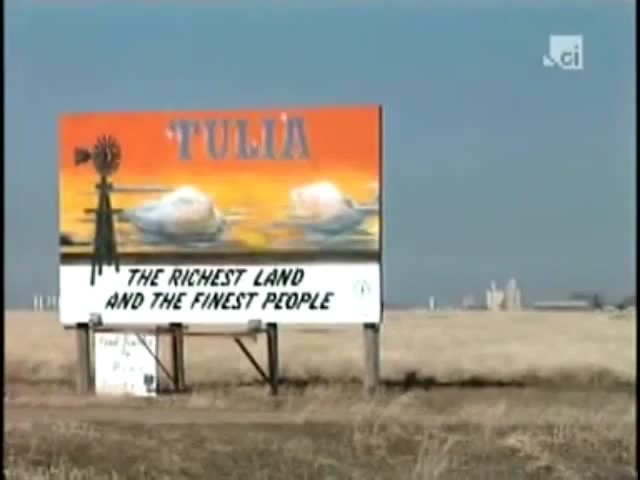 ci
TULIA
THE RICHEST LAND
AND THE FINEST PEOPLE